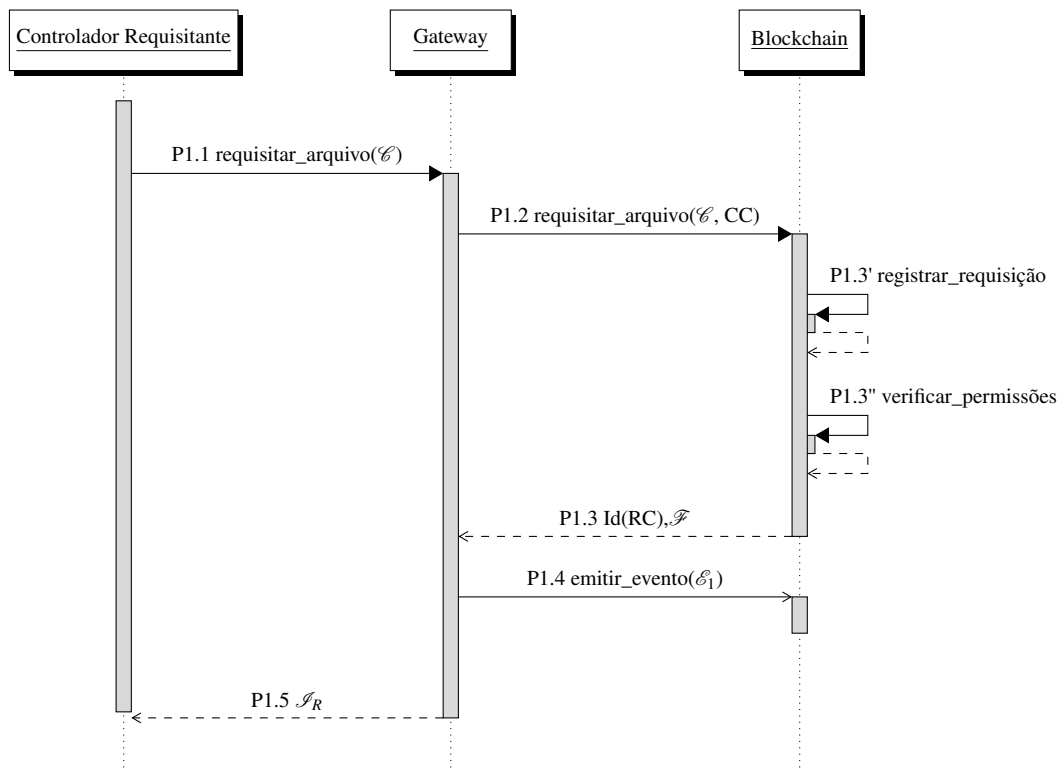 Controlador Requisitante
Gateway
Blockchain
P1.1 requisitar_arquivo(𝒞)
P1.2 requisitar_arquivo(𝒞, CC)
P1.3' registrar_requisição
P1.3" verificar_permissões
P1.3 Id(RC),ℱ
P1.4 emitir_evento(ℰ₁)
P1.5 ℐ_R